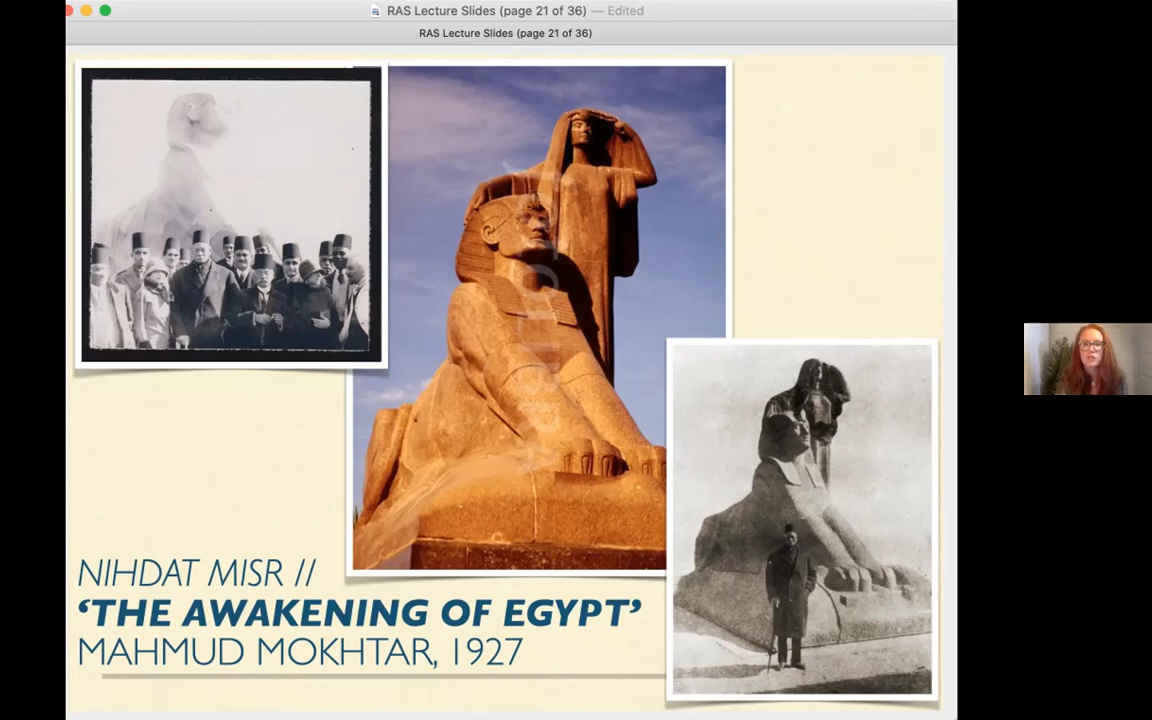 RAS Lecture Slides (page 21 of 36) — Edited
RAS Lecture Slides (page 21 of 36)
NIHDAT MISR //
‘THE AWAKENING OF EGYPT’
MAHMUD MOKHTAR, 1927